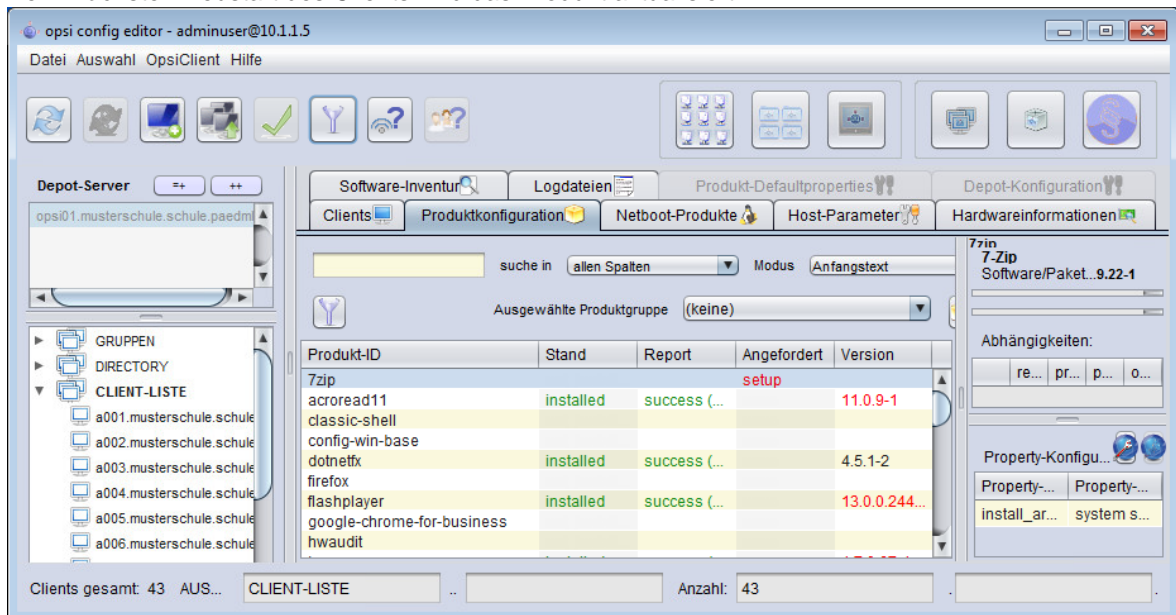 opsi config editor - adminuser@10.1.1.5
Datei Auswahl OpsiClient Hilfe
Depot-Server =+ ++
opsi01.musterschule.schule.paedml
GRUPPEN
DIRECTORY
CLIENT-LISTE
a001.musterschule.schule
a002.musterschule.schule
a003.musterschule.schule
a004.musterschule.schule
a005.musterschule.schule
a006.musterschule.schule
Software-Inventur Logdateien Produkt-Defaultproperties Depot-Konfiguration
Clients Produktkonfiguration Netboot-Produkte Host-Parameter Hardwareinformationen
suche in allen Spalten Modus Anfangstext
Ausgewählte Produktgruppe (keine)
Produkt-ID Stand Report Angefordert Version
7zip setup
acroread11 installed success (... 11.0.9-1
classic-shell
config-win-base
dotnetfx installed success (... 4.5.1-2
firefox
flashplayer installed success (... 13.0.0.244...
google-chrome-for-business
hwaudit
7zip
7-Zip
Software/Paket...9.22-1
Abhängigkeiten:
re... pr... p... o...
Property-Konfigu...
Property-... Property-...
install_ar... system s...
Clients gesamt: 43 AUS... CLIENT-LISTE .. Anzahl: 43 . .